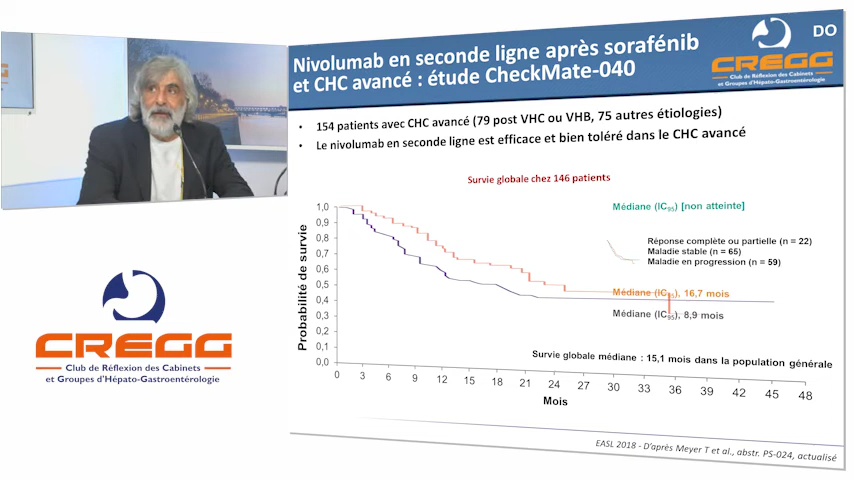 Nivolumab en seconde ligne après sorafénib
et CHC avancé : étude CheckMate-040
CREGG
Club de Réflexion des Cabinets
et Groupes d'Hépato-Gastroentérologie
DO
• 154 patients avec CHC avancé (79 post VHC ou VHB, 75 autres étiologies)
• Le nivolumab en seconde ligne est efficace et bien toléré dans le CHC avancé
Survie globale chez 146 patients
Médiane (IC95) [non atteinte]
Réponse complète ou partielle (n = 22)
Maladie stable (n = 65)
Maladie en progression (n = 59)
Médiane (IC95), 16,7 mois
Médiane (IC95), 8,9 mois
Survie globale médiane : 15,1 mois dans la population générale
Probabilité de survie
1,0
0,9
0,8
0,7
0,6
0,5
0,4
0,3
0,2
0,1
0,0
0 3 6 9 12 15 18 21 24 27 30 33 36 39 42 45 48
Mois
EASL 2018 - D'après Meyer T et al., abstr. PS-024, actualisé
CREGG
Club de Réflexion des Cabinets
et Groupes d'Hépato-Gastroentérologie